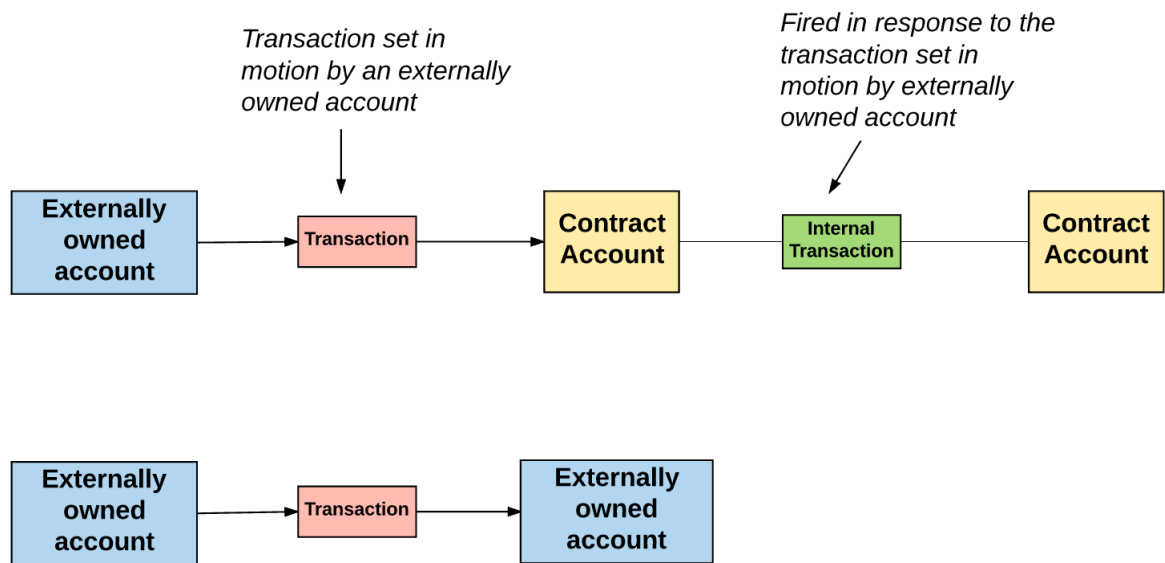 Transaction set in
motion by an externally
owned account
Fired in response to the
transaction set in
motion by externally
owned account
Externally
owned
account
Transaction
Contract
Account
Internal
Transaction
Contract
Account
Externally
owned
account
Transaction
Externally
owned
account